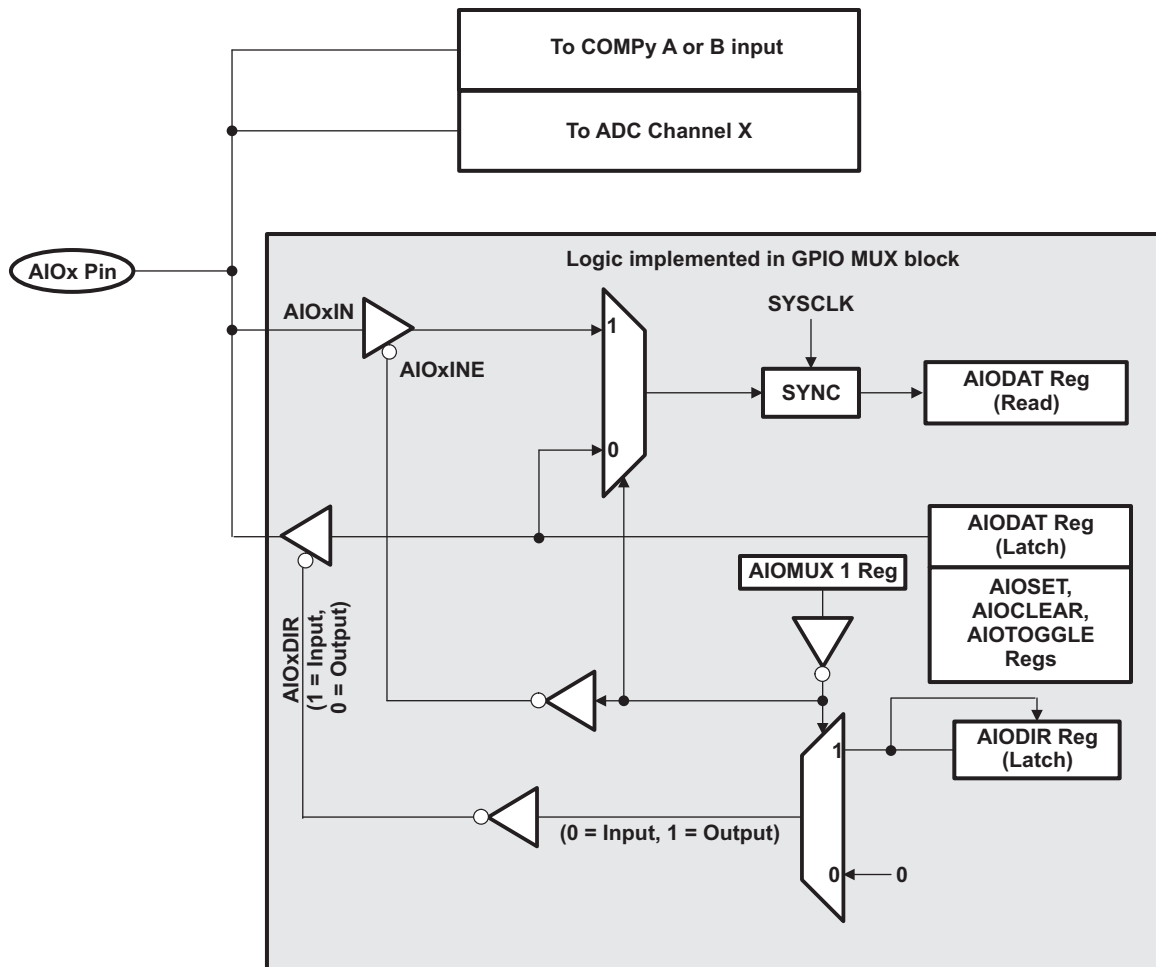 To COMPy A or B input
To ADC Channel X
AIOx Pin
Logic implemented in GPIO MUX block
AIOxIN
AIOxINE
1
0
SYSCLK
SYNC
AIODAT Reg
(Read)
AIODAT Reg
(Latch)
AIOSET,
AIOCLEAR,
AIOTOGGLE
Regs
AIOMUX 1 Reg
AIOxDIR
(1 = Input,
0 = Output)
1
0
AIODIR Reg
(Latch)
(0 = Input, 1 = Output)
0